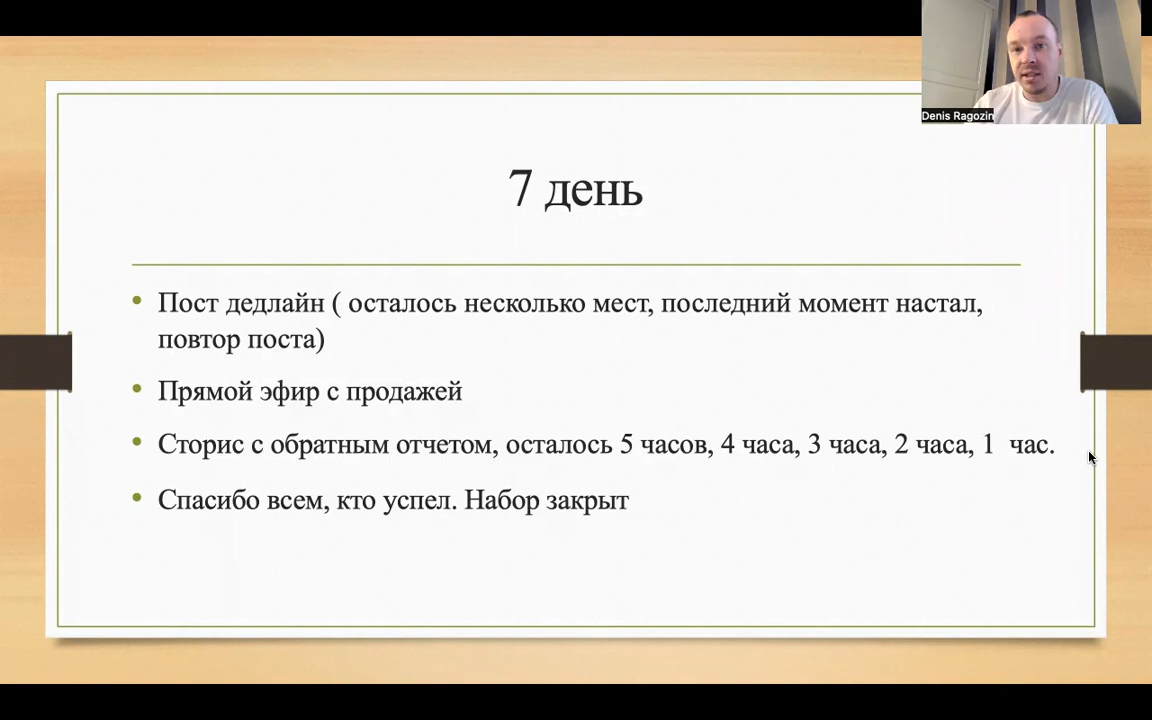 Denis Ragozin
7 день
• Пост дедлайн ( осталось несколько мест, последний момент настал,
повтор поста)
• Прямой эфир с продажей
• Сторис с обратным отчетом, осталось 5 часов, 4 часа, 3 часа, 2 часа, 1  час.
• Спасибо всем, кто успел. Набор закрыт